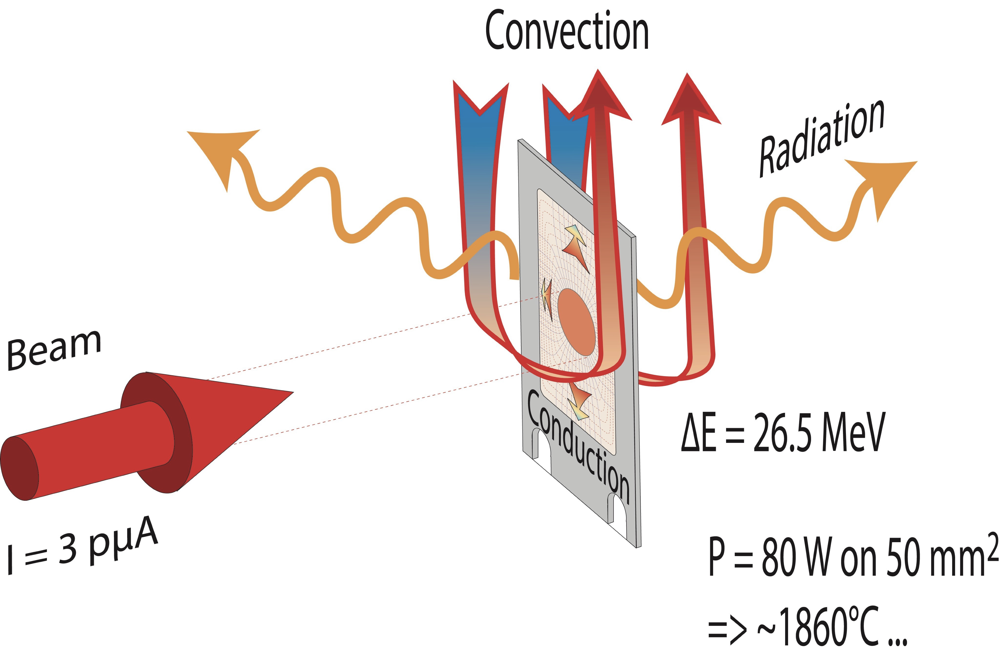 Convection
Radiation
Beam
I = 3 pμA
Conduction
ΔE = 26.5 MeV
P = 80 W on 50 mm²
=> ~1860°C ...